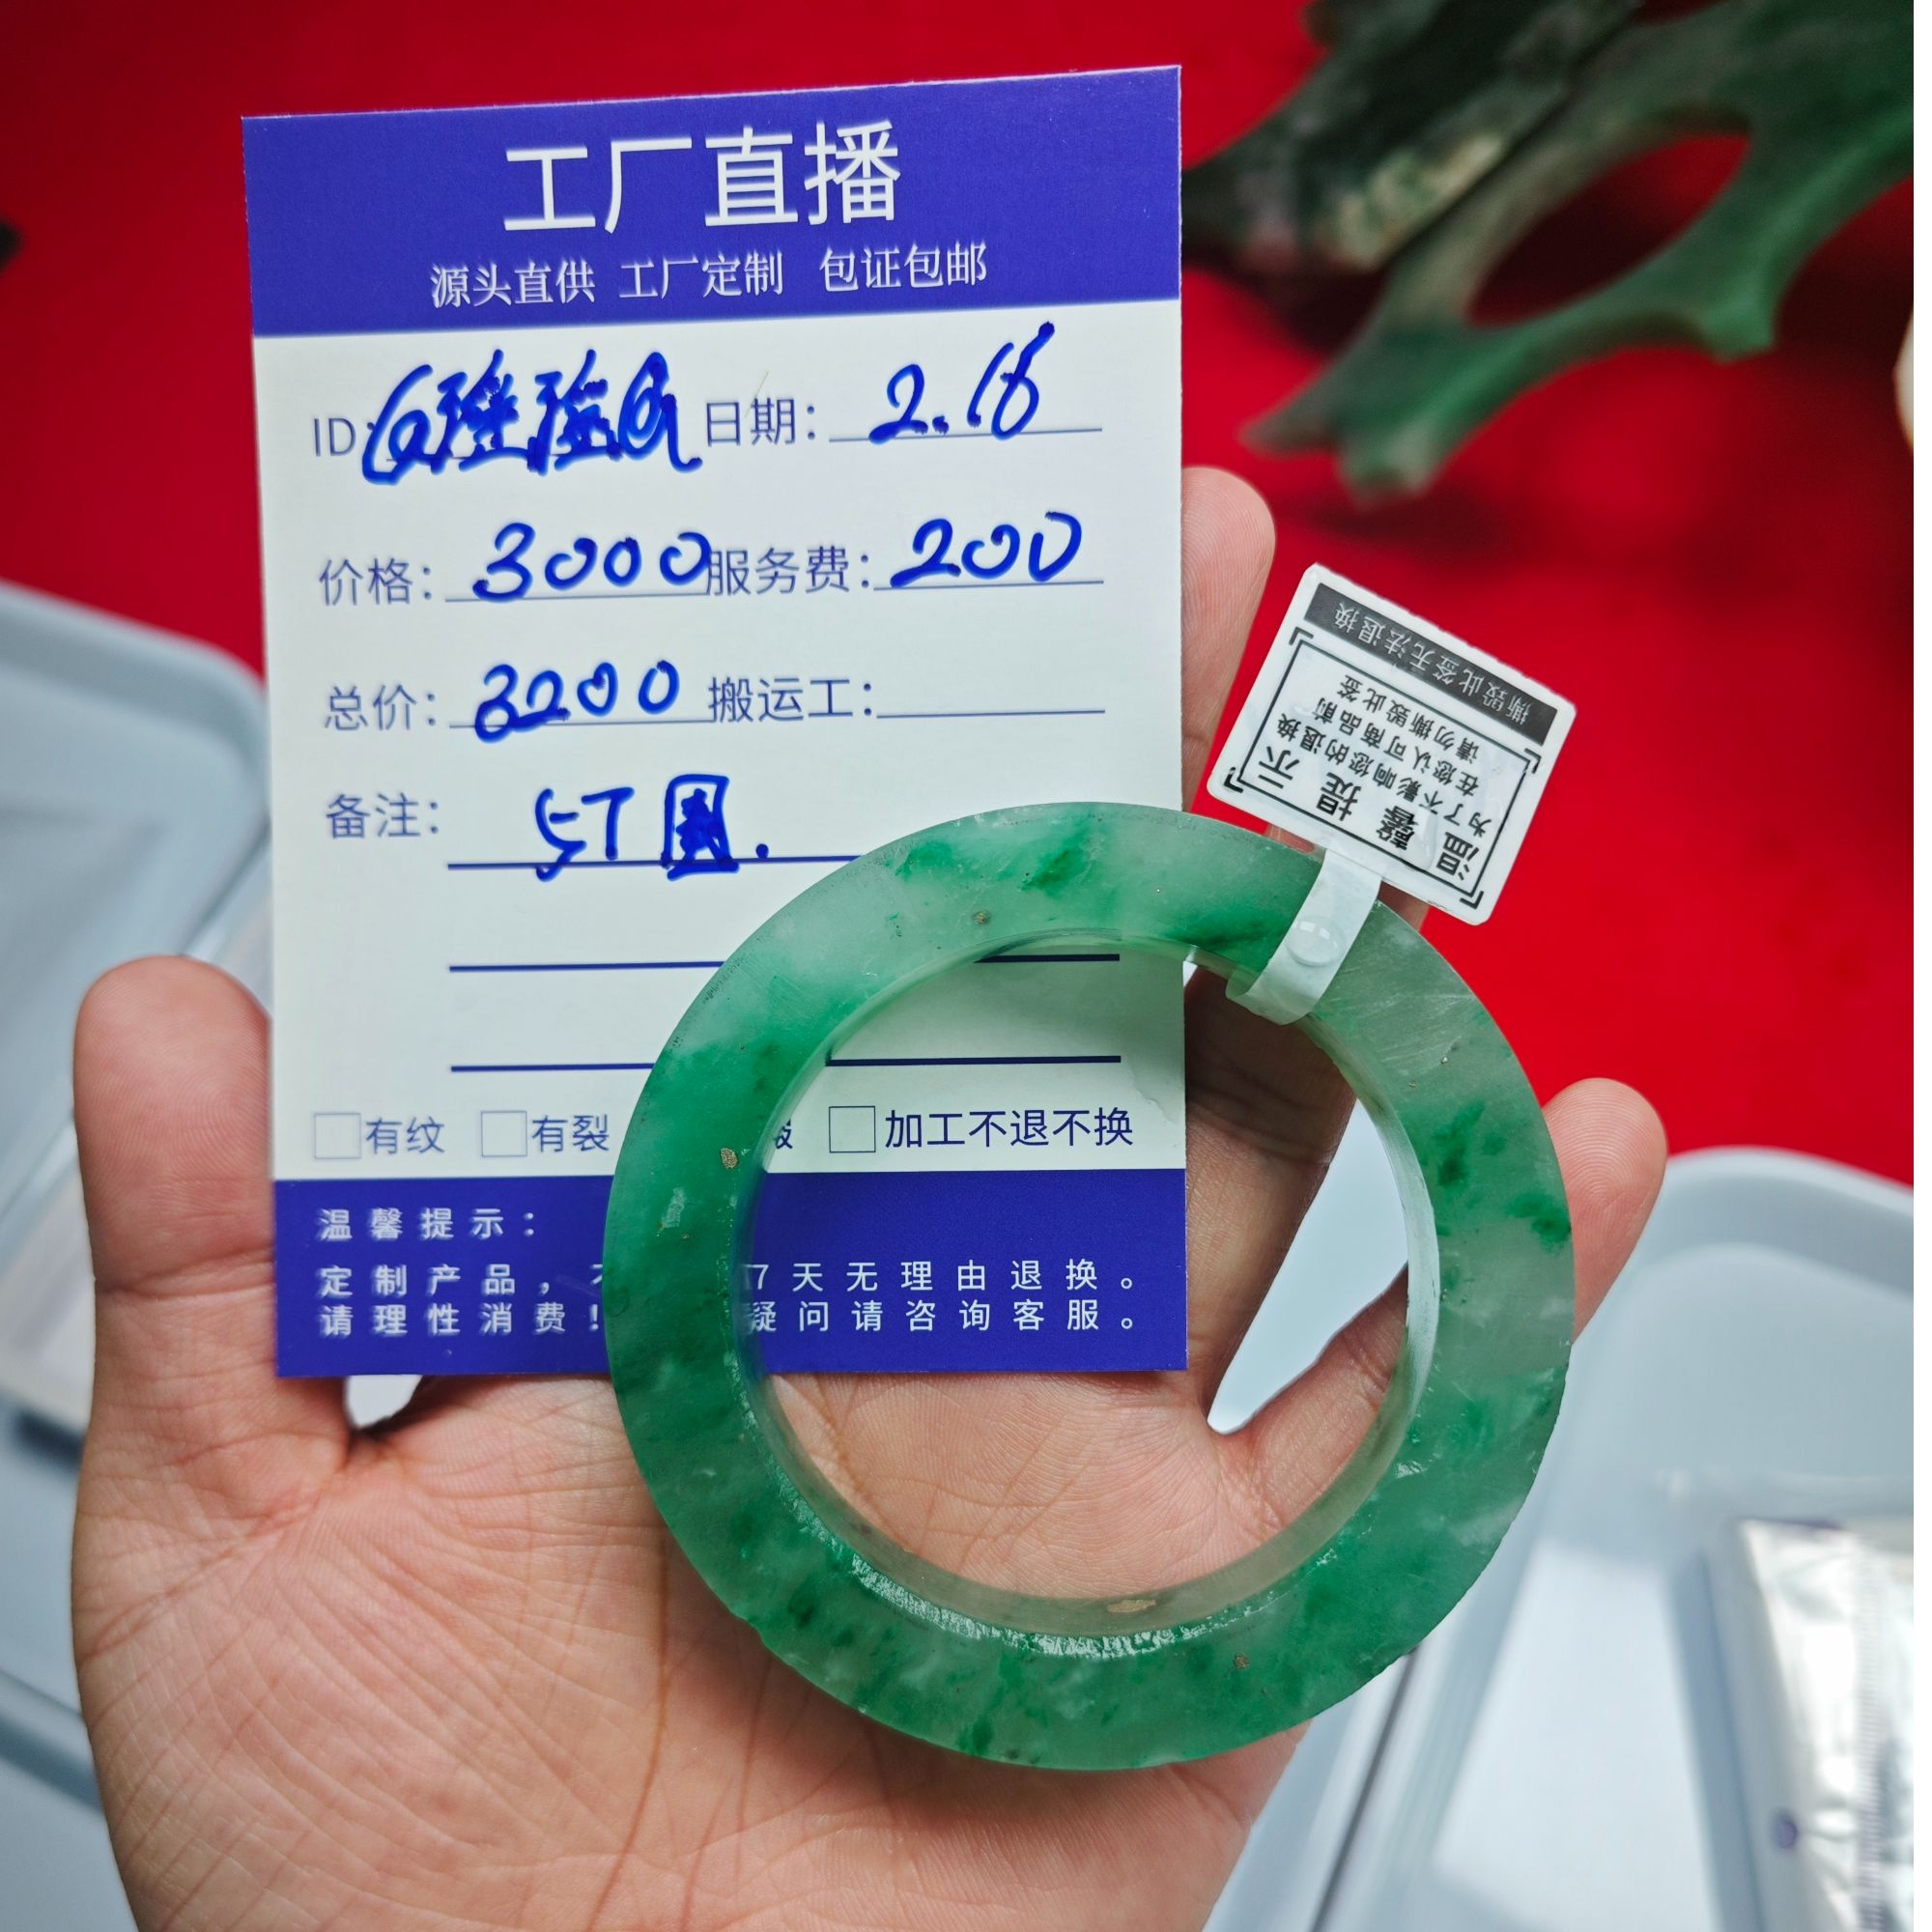 工厂直播
源头直供 工厂定制 包证包邮
ID: 日期：2.18
价格：3000 服务费：200
总价：3200 搬运工：
备注：57圆.
有纹 有裂 加工不退不换
温馨提示：
定制产品， 7天无理由退换。
请理性消费！ 疑问请咨询客服。
温馨提示
为了不影响您的退换
在您认可商品前
请勿撕毁此签
撕毁此签无法退换